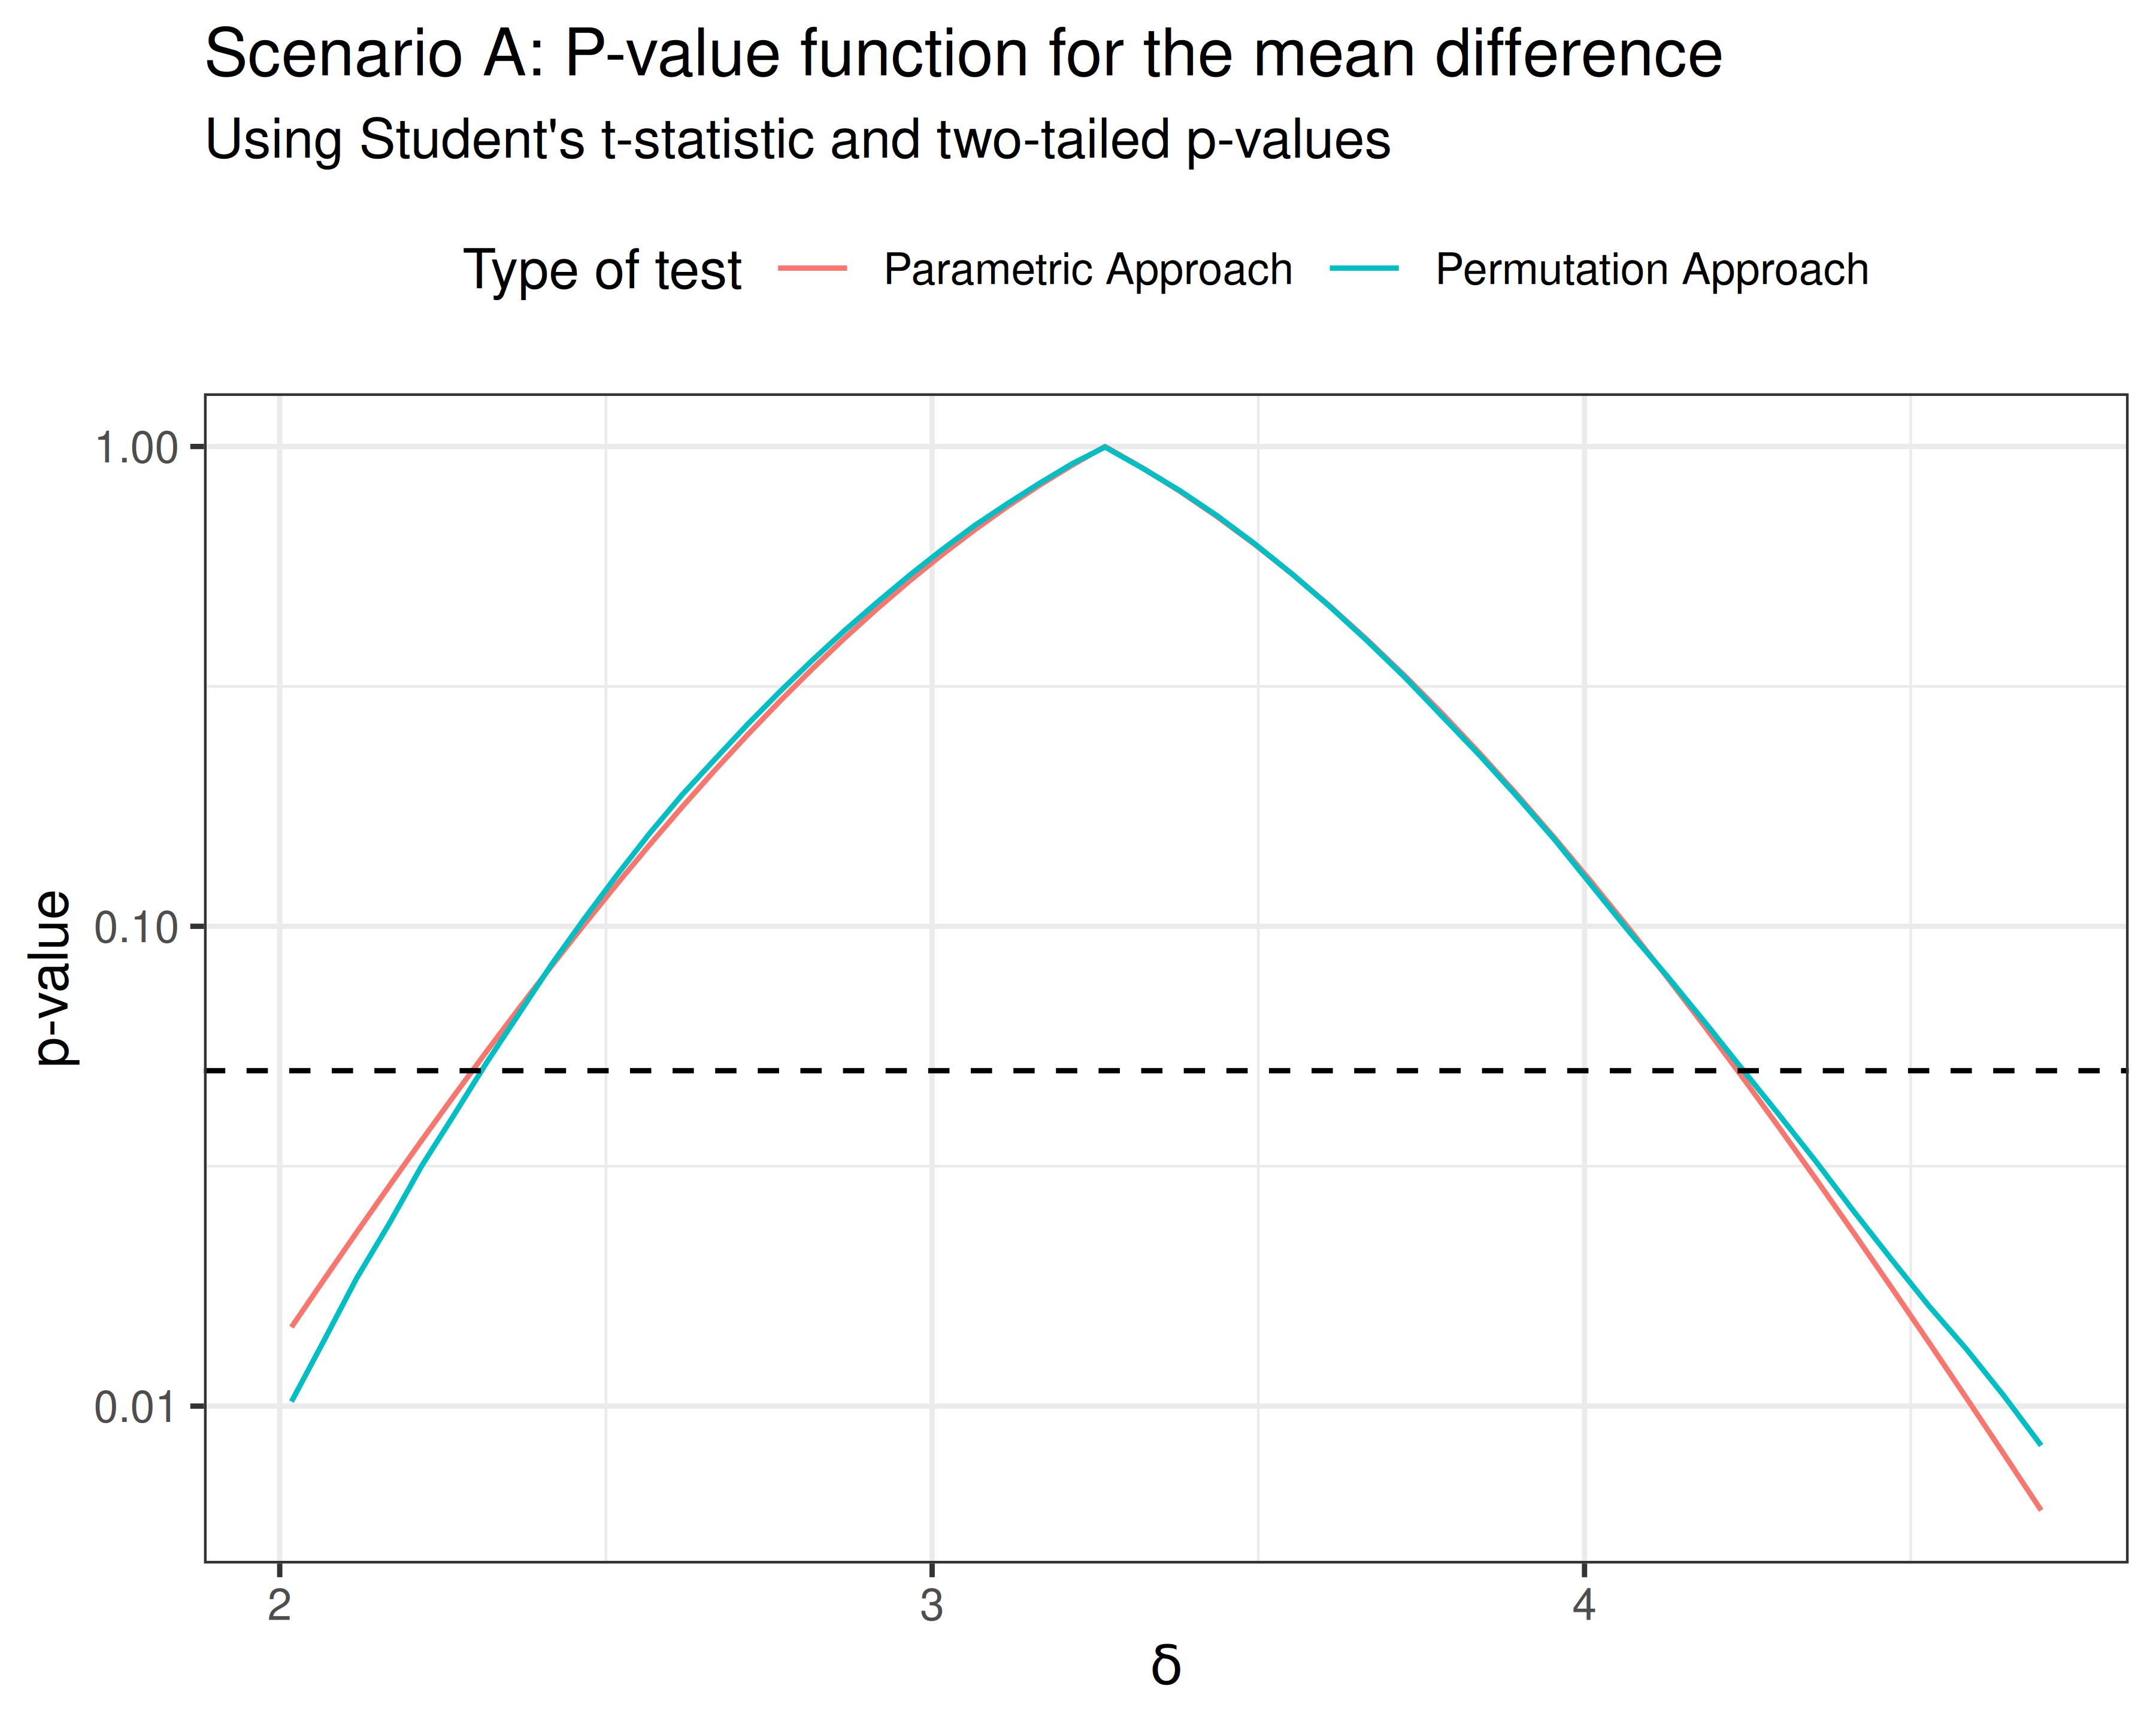 Scenario A: P-value function for the mean difference
Using Student's t-statistic and two-tailed p-values
Type of test Parametric Approach Permutation Approach
p-value
1.00
0.10
0.01
2 3 4
δ